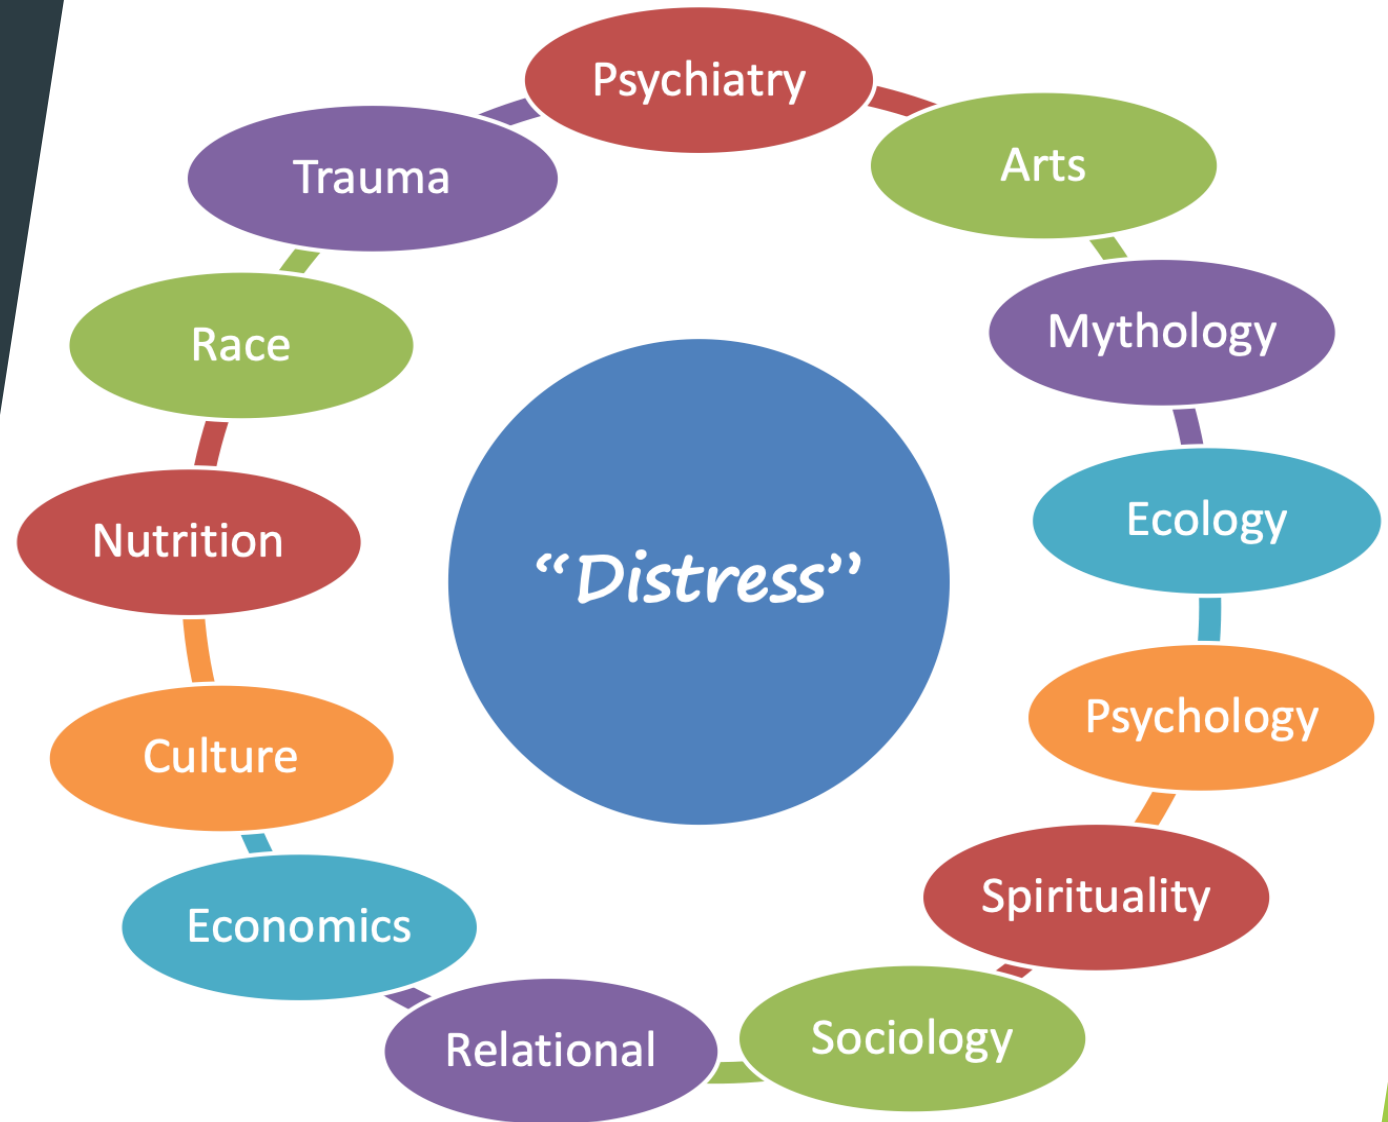 Psychiatry
Arts
Mythology
Ecology
Psychology
Spirituality
Sociology
Relational
Economics
Culture
Nutrition
Race
Trauma
“Distress”